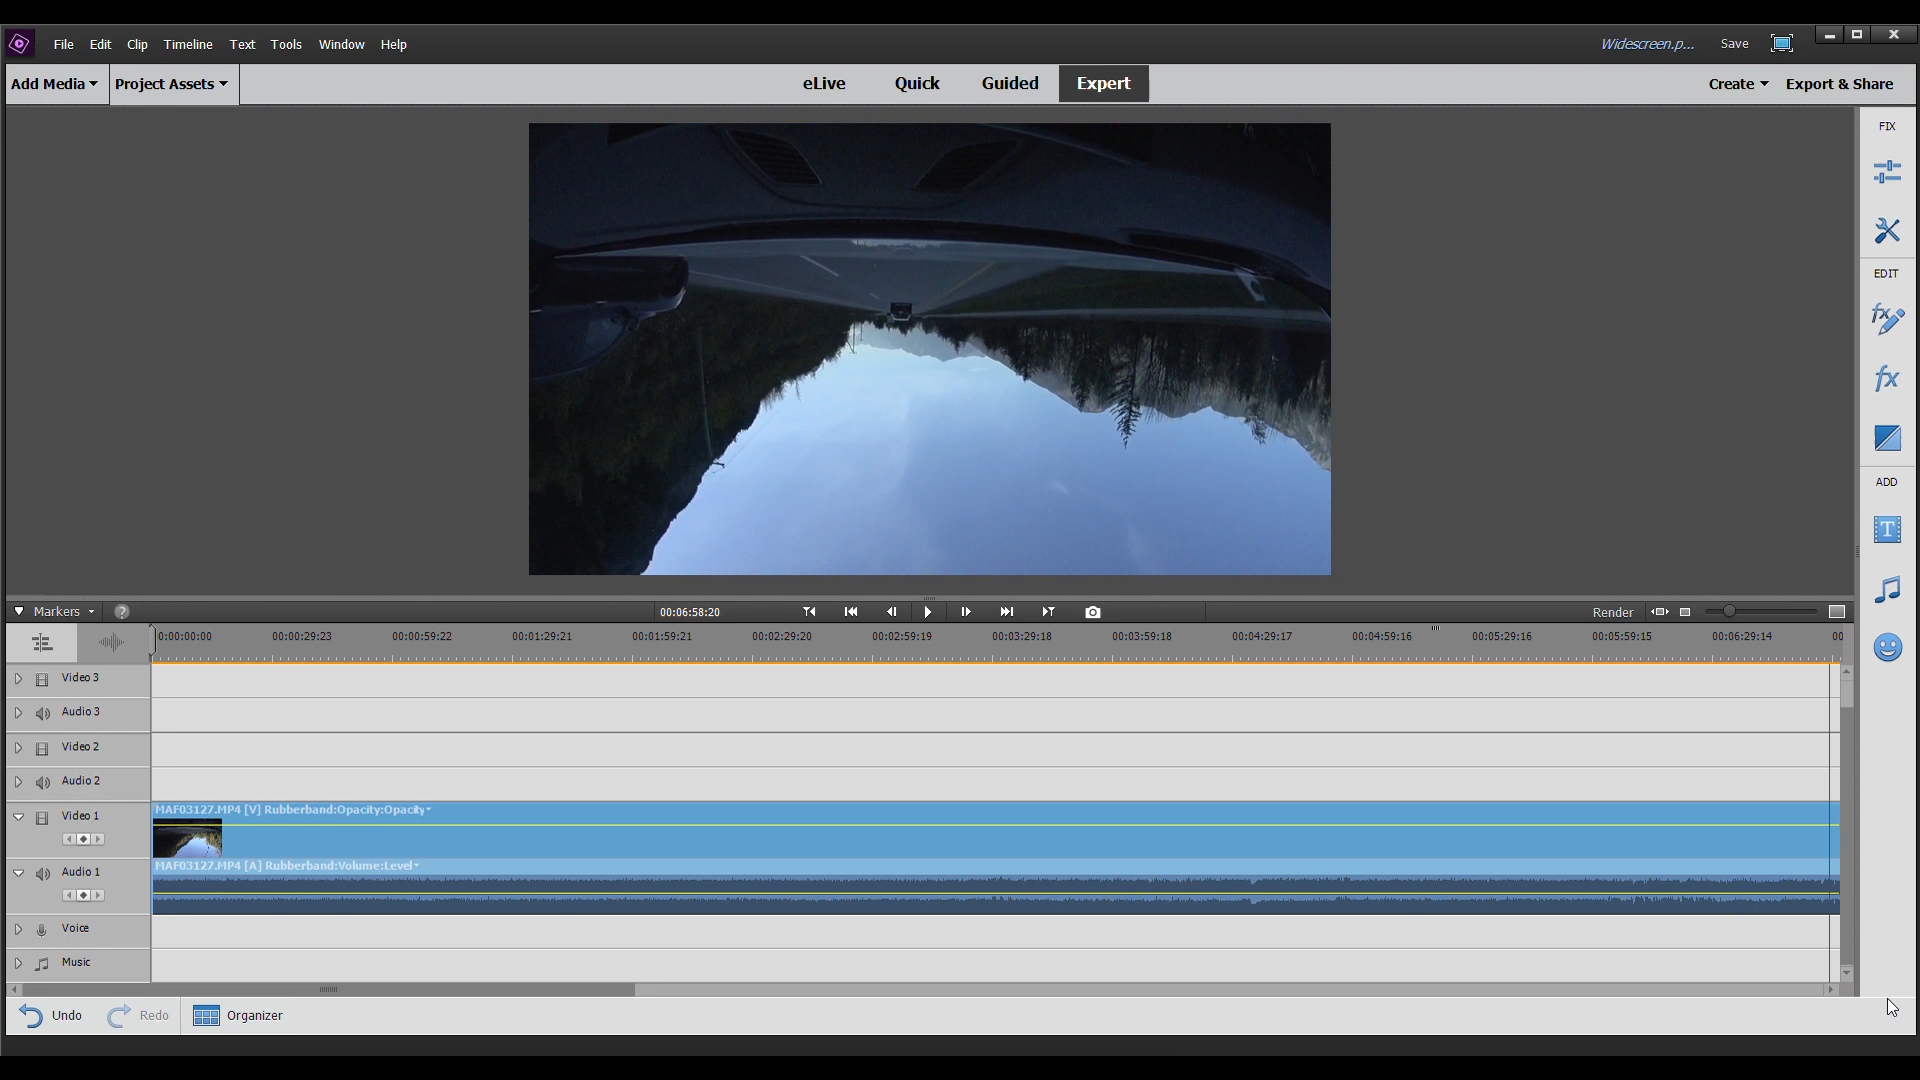 File Edit Clip Timeline Text Tools Window Help Widescreen.p... Save
Add Media Project Assets eLive Quick Guided Expert Create Export & Share
FIX
EDIT
fx
fx
ADD
T
Markers ? 00:06:58:20 Render
0:00:00:00 00:00:29:23 00:00:59:22 00:01:29:21 00:01:59:21 00:02:29:20 00:02:59:19 00:03:29:18 00:03:59:18 00:04:29:17 00:04:59:16 00:05:29:16 00:05:59:15 00:06:29:14 00
Video 3
Audio 3
Video 2
Audio 2
MAF03127.MP4 [V] Rubberband:Opacity:Opacity
Video 1
MAF03127.MP4 [A] Rubberband:Volume:Level
Audio 1
Voice
Music
Undo Redo Organizer